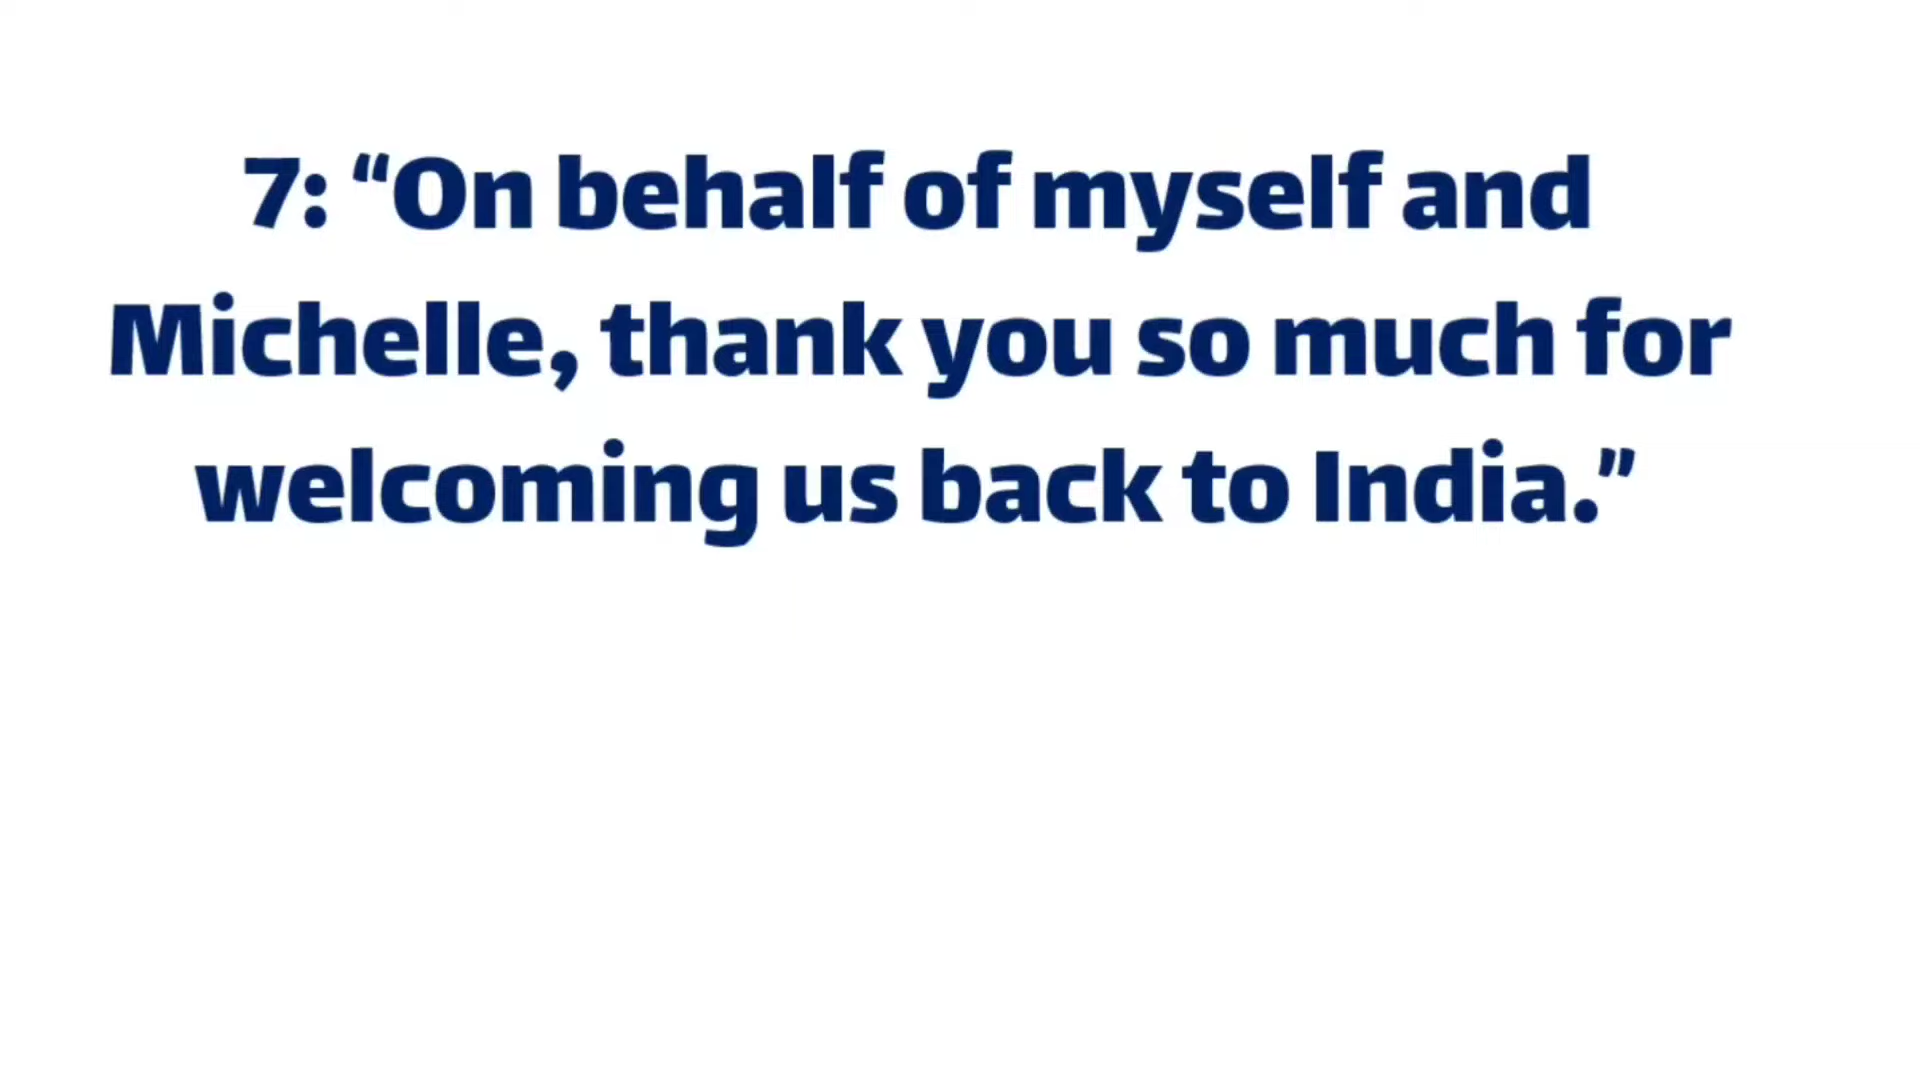 7: “On behalf of myself and
Michelle, thank you so much for
welcoming us back to India.”